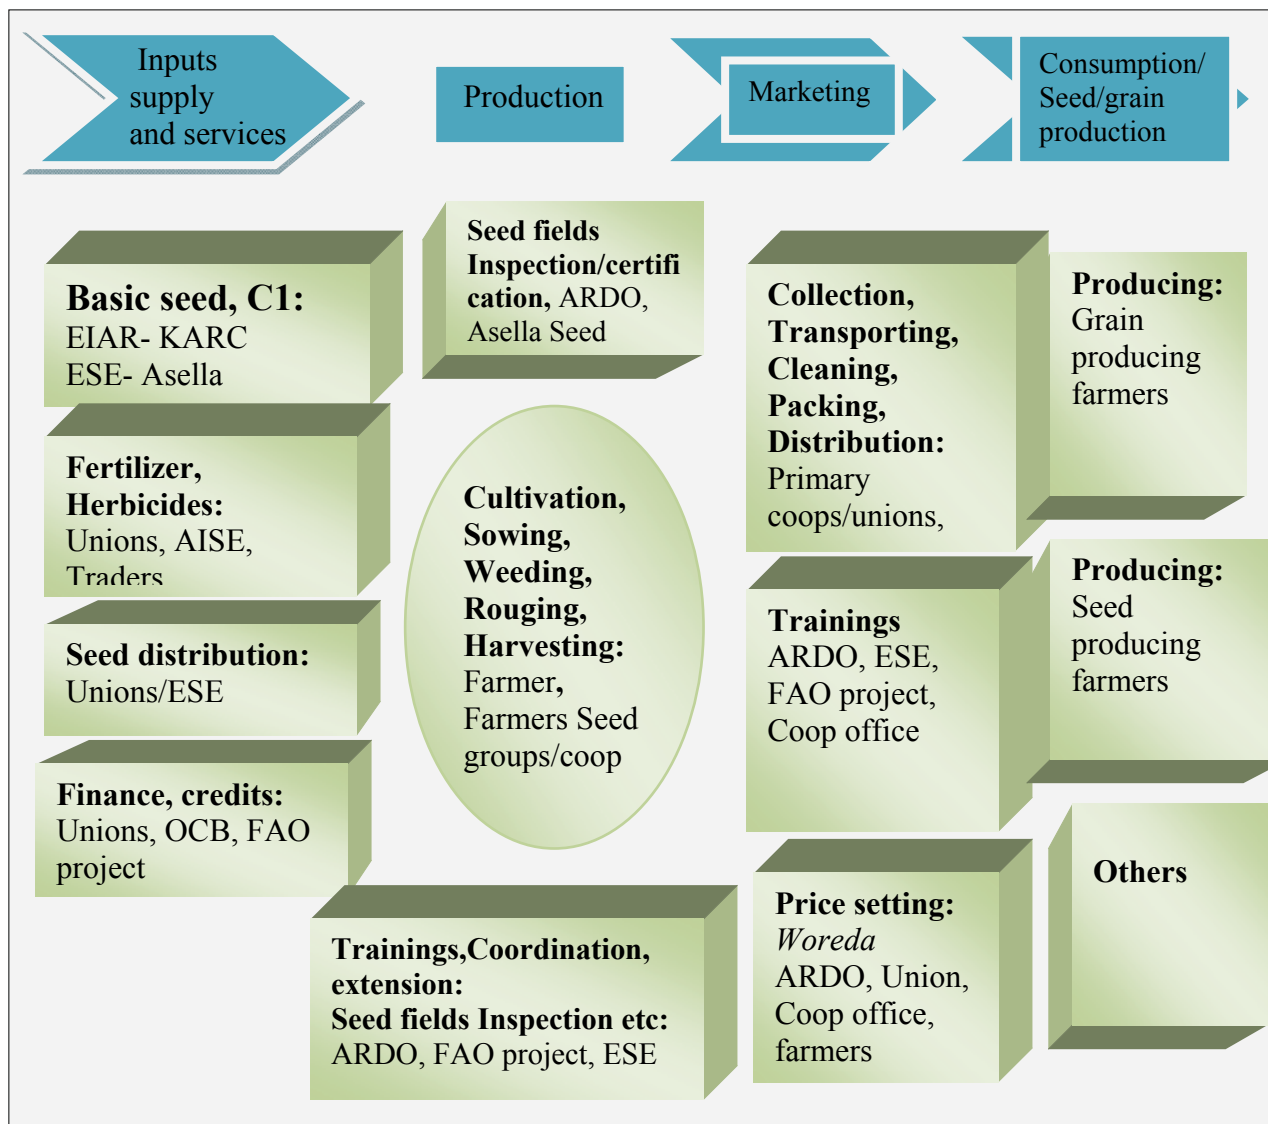 Inputs
supply
and services
Production
Marketing
Consumption/
Seed/grain
production
Basic seed, C1:
EIAR- KARC
ESE- Asella
Fertilizer,
Herbicides:
Unions, AISE,
Traders
Seed distribution:
Unions/ESE
Finance, credits:
Unions, OCB, FAO
project
Seed fields
Inspection/certifi
cation, ARDO,
Asella Seed
Cultivation,
Sowing,
Weeding,
Rouging,
Harvesting:
Farmer,
Farmers Seed
groups/coop
Trainings,Coordination,
extension:
Seed fields Inspection etc:
ARDO, FAO project, ESE
Collection,
Transporting,
Cleaning,
Packing,
Distribution:
Primary
coops/unions,
Trainings
ARDO, ESE,
FAO project,
Coop office
Price setting:
Woreda
ARDO, Union,
Coop office,
farmers
Producing:
Grain
producing
farmers
Producing:
Seed
producing
farmers
Others